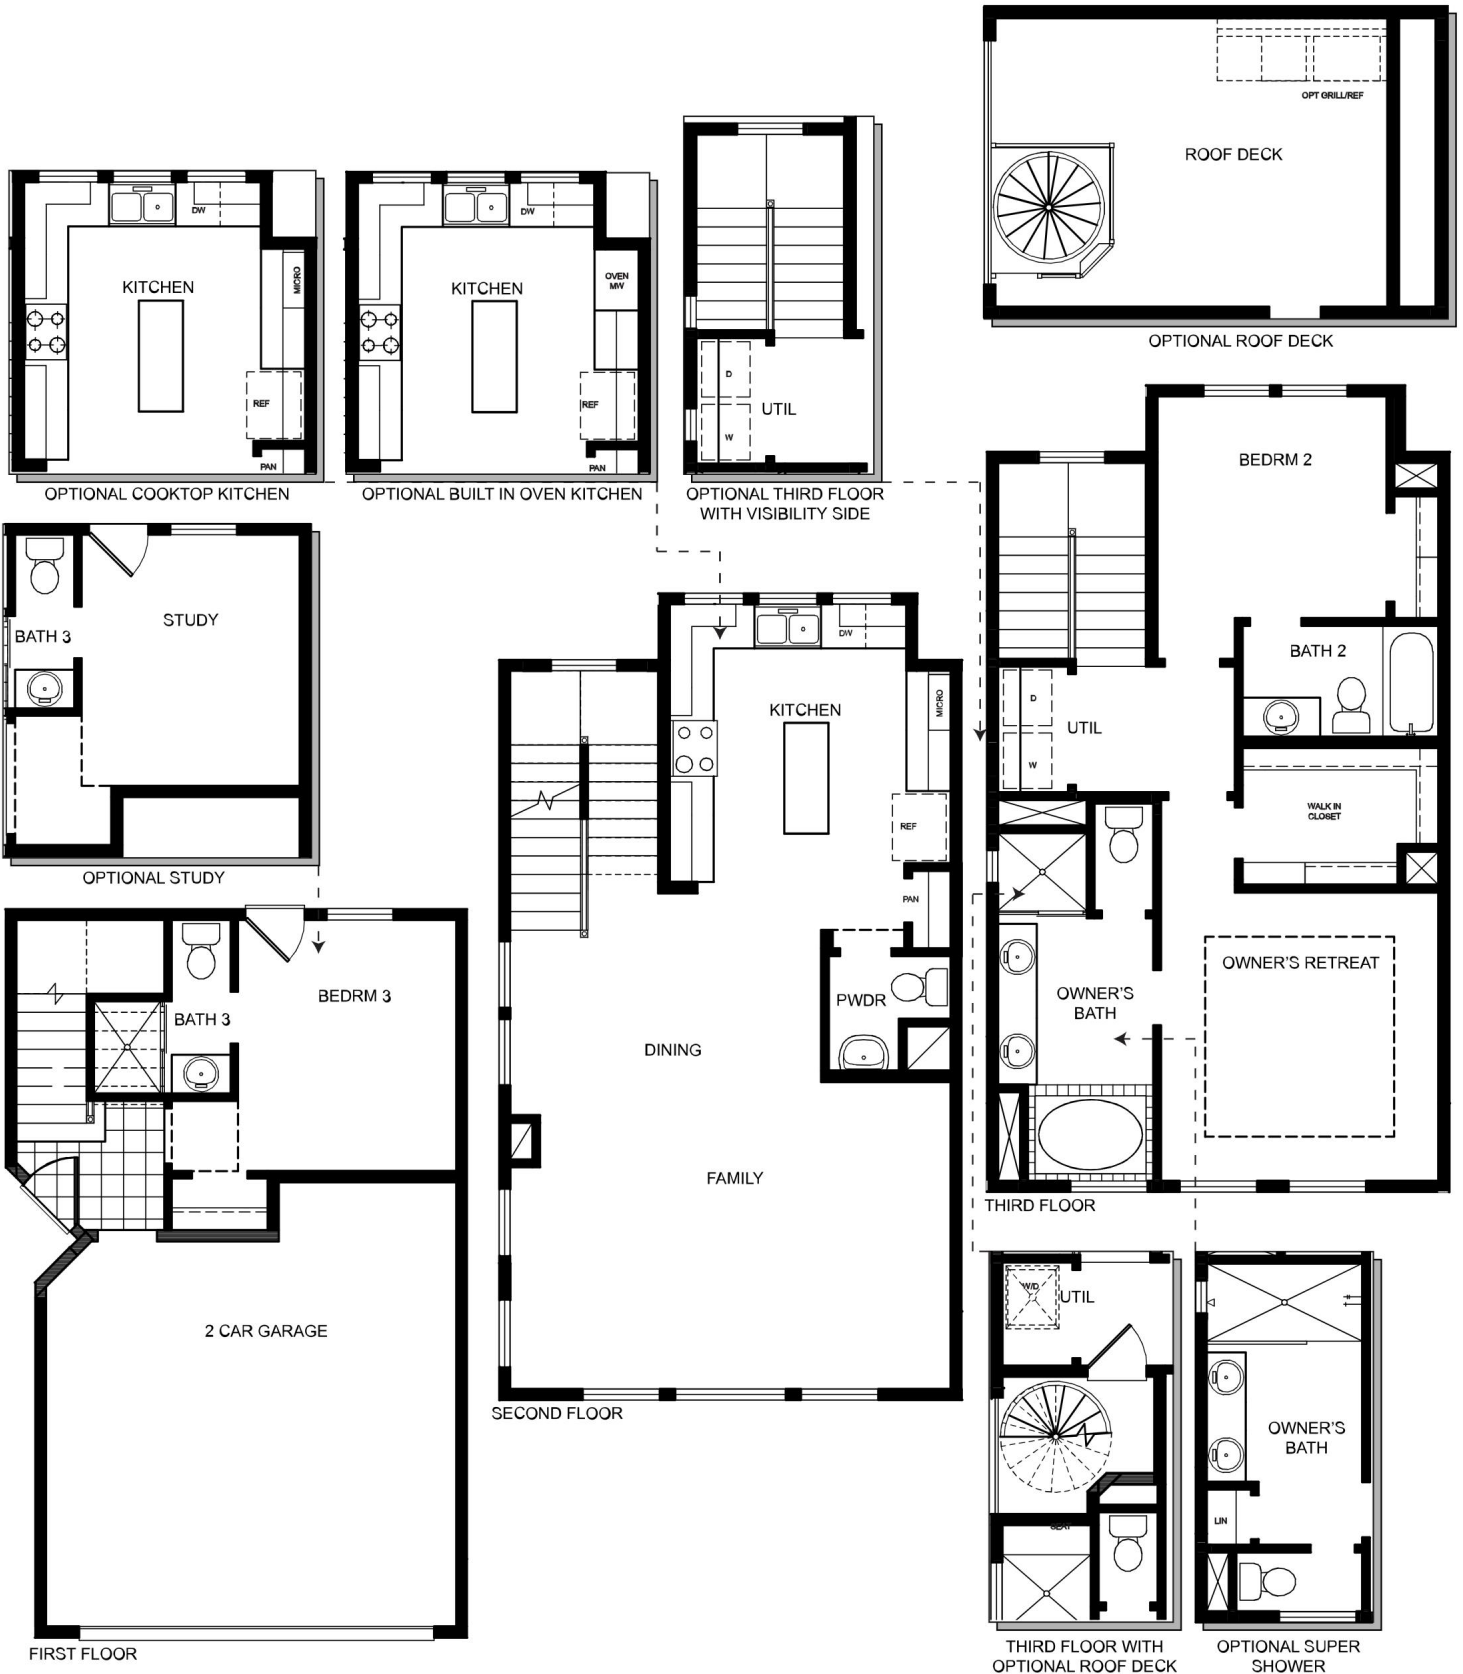 OPT GRILL/REF
ROOF DECK
OPTIONAL ROOF DECK
DW
KITCHEN
MICRO
REF
PAN
OPTIONAL COOKTOP KITCHEN
DW
KITCHEN
OVEN
MW
REF
PAN
OPTIONAL BUILT IN OVEN KITCHEN
D
UTIL
W
OPTIONAL THIRD FLOOR
WITH VISIBILITY SIDE
STUDY
BATH 3
OPTIONAL STUDY
BATH 3
BEDRM 3
2 CAR GARAGE
FIRST FLOOR
DW
KITCHEN
MICRO
REF
PAN
PWDR
DINING
FAMILY
SECOND FLOOR
BEDRM 2
BATH 2
D
UTIL
W
WALK IN
CLOSET
OWNER'S RETREAT
OWNER'S
BATH
THIRD FLOOR
W/D
UTIL
SEAT
THIRD FLOOR WITH
OPTIONAL ROOF DECK
OWNER'S
BATH
LIN
OPTIONAL SUPER
SHOWER